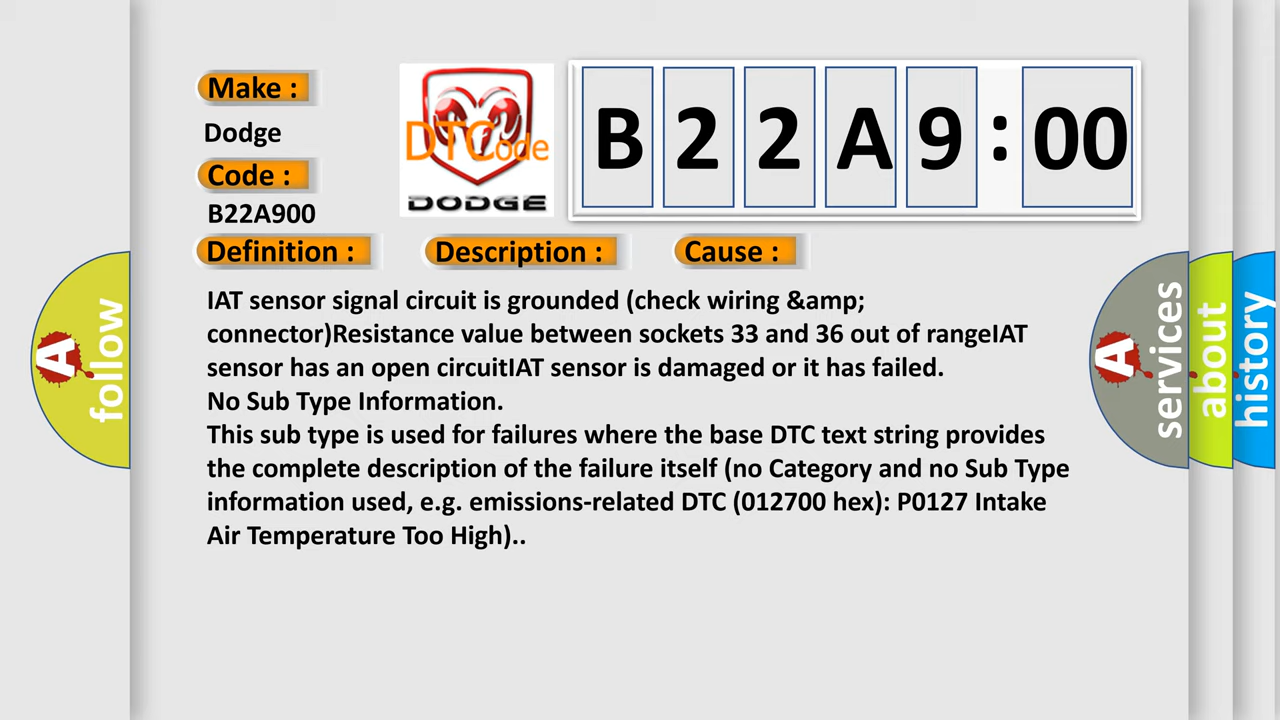 Make :
Dodge
Code :
B22A900
DTC Code
DODGE
B22A9:00
Definition :
Description :
Cause :
IAT sensor signal circuit is grounded (check wiring &amp;
connector)Resistance value between sockets 33 and 36 out of rangeIAT
sensor has an open circuitIAT sensor is damaged or it has failed.
No Sub Type Information.
This sub type is used for failures where the base DTC text string provides
the complete description of the failure itself (no Category and no Sub Type
information used, e.g. emissions-related DTC (012700 hex): P0127 Intake
Air Temperature Too High)..
A follow
A services
about
history